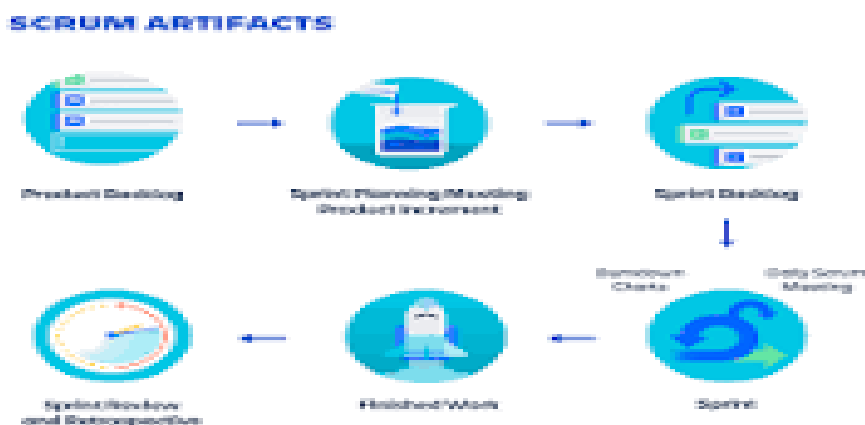 SCRUM ARTIFACTS
Product Backlog
Sprint Planning Meeting
Product Increment
Sprint Backlog
Burndown
Charts
Daily Scrum
Meeting
Sprint Review
and Retrospective
Finished Work
Sprint